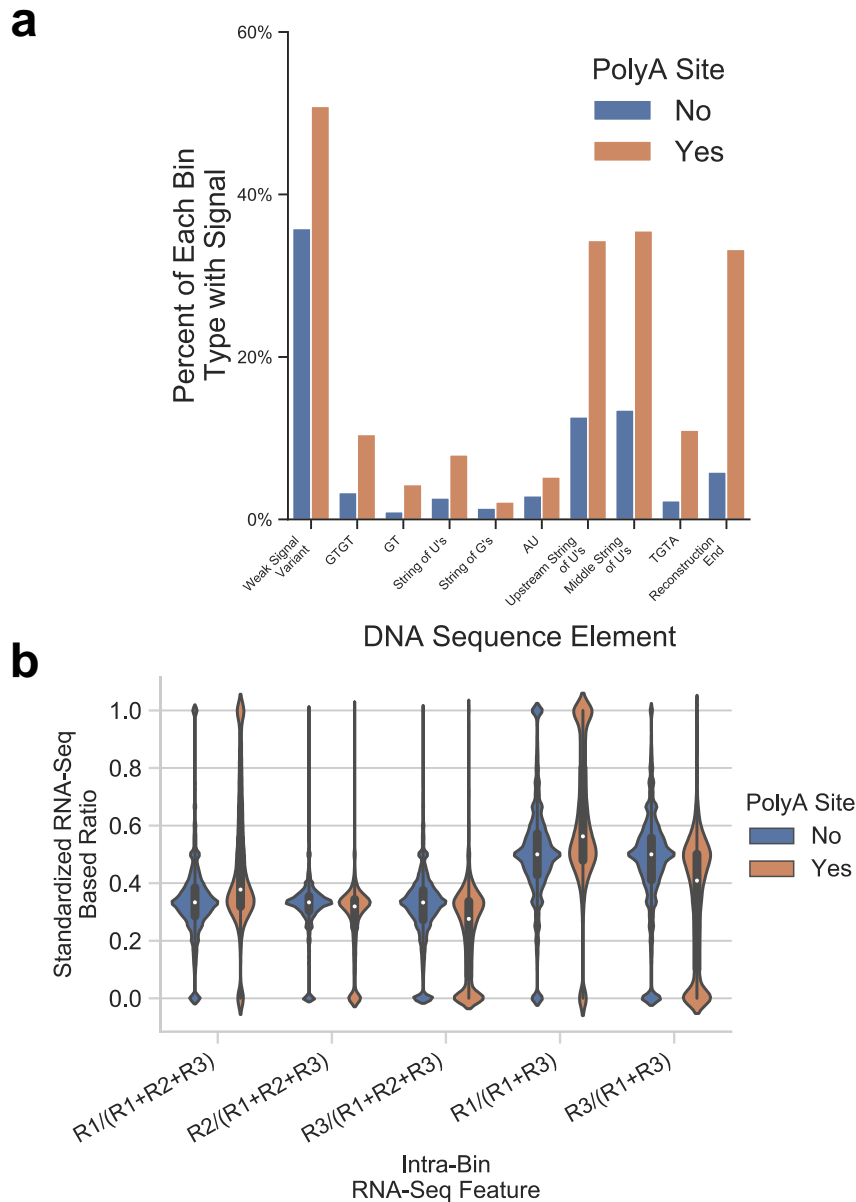 a
60%
40%
20%
0%
Percent of Each Bin
Type with Signal
PolyA Site
No
Yes
Weak Signal
Variant
GTGT
GT
String of U's
String of G's
AU
Upstream String
of U's
Middle String
of U's
TGTA
Reconstruction
End
DNA Sequence Element
b
1.0
0.8
0.6
0.4
0.2
0.0
Standardized RNA-Seq
Based Ratio
PolyA Site
No
Yes
R1/(R1+R2+R3)
R2/(R1+R2+R3)
R3/(R1+R2+R3)
R1/(R1+R3)
R3/(R1+R3)
Intra-Bin
RNA-Seq Feature